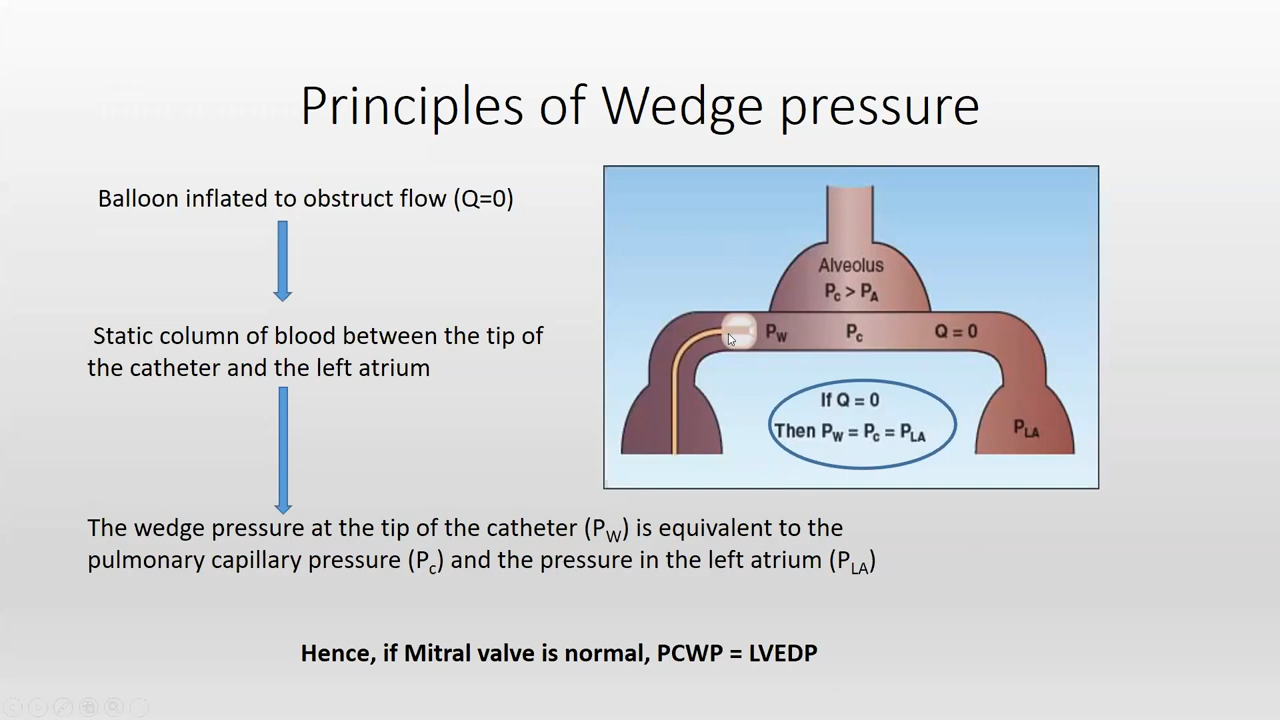 Principles of Wedge pressure
Balloon inflated to obstruct flow (Q=0)
Static column of blood between the tip of
the catheter and the left atrium
Alveolus
Pc > PA
PW
Pc
Q = 0
If Q = 0
Then PW = Pc = PLA
PLA
The wedge pressure at the tip of the catheter (PW) is equivalent to the
pulmonary capillary pressure (Pc) and the pressure in the left atrium (PLA)
Hence, if Mitral valve is normal, PCWP = LVEDP